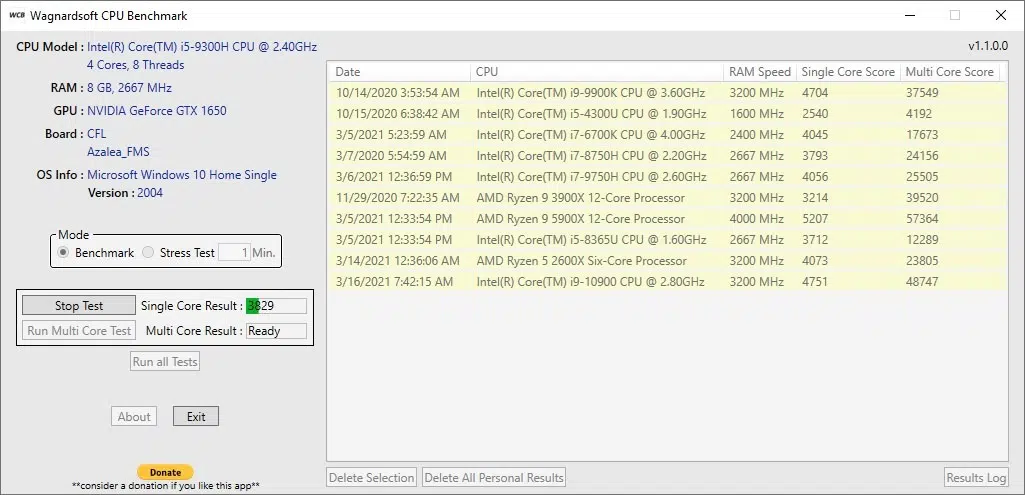 WCB Wagnardsoft CPU Benchmark
CPU Model : Intel(R) Core(TM) i5-9300H CPU @ 2.40GHz
4 Cores, 8 Threads
RAM : 8 GB, 2667 MHz
GPU : NVIDIA GeForce GTX 1650
Board : CFL
Azalea_FMS
OS Info : Microsoft Windows 10 Home Single
Version : 2004
Mode
Benchmark Stress Test 1 Min.
Stop Test Single Core Result : 3829
Run Multi Core Test Multi Core Result : Ready
Run all Tests
About Exit
Donate
**consider a donation if you like this app**
v1.1.0.0
Date CPU RAM Speed Single Core Score Multi Core Score
10/14/2020 3:53:54 AM Intel(R) Core(TM) i9-9900K CPU @ 3.60GHz 3200 MHz 4704 37549
10/15/2020 6:38:42 AM Intel(R) Core(TM) i5-4300U CPU @ 1.90GHz 1600 MHz 2540 4192
3/5/2021 5:23:59 AM Intel(R) Core(TM) i7-6700K CPU @ 4.00GHz 2400 MHz 4045 17673
3/7/2020 5:54:59 AM Intel(R) Core(TM) i7-8750H CPU @ 2.20GHz 2667 MHz 3793 24156
3/6/2021 12:36:59 PM Intel(R) Core(TM) i7-9750H CPU @ 2.60GHz 2667 MHz 4056 25505
11/29/2020 7:22:35 AM AMD Ryzen 9 3900X 12-Core Processor 3200 MHz 3214 39520
3/5/2021 12:33:54 PM AMD Ryzen 9 5900X 12-Core Processor 4000 MHz 5207 57364
3/5/2021 12:33:54 PM Intel(R) Core(TM) i5-8365U CPU @ 1.60GHz 2667 MHz 3712 12289
3/14/2021 12:36:06 AM AMD Ryzen 5 2600X Six-Core Processor 3200 MHz 4073 23805
3/16/2021 7:42:15 AM Intel(R) Core(TM) i9-10900 CPU @ 2.80GHz 3200 MHz 4751 48747
Delete Selection Delete All Personal Results Results Log